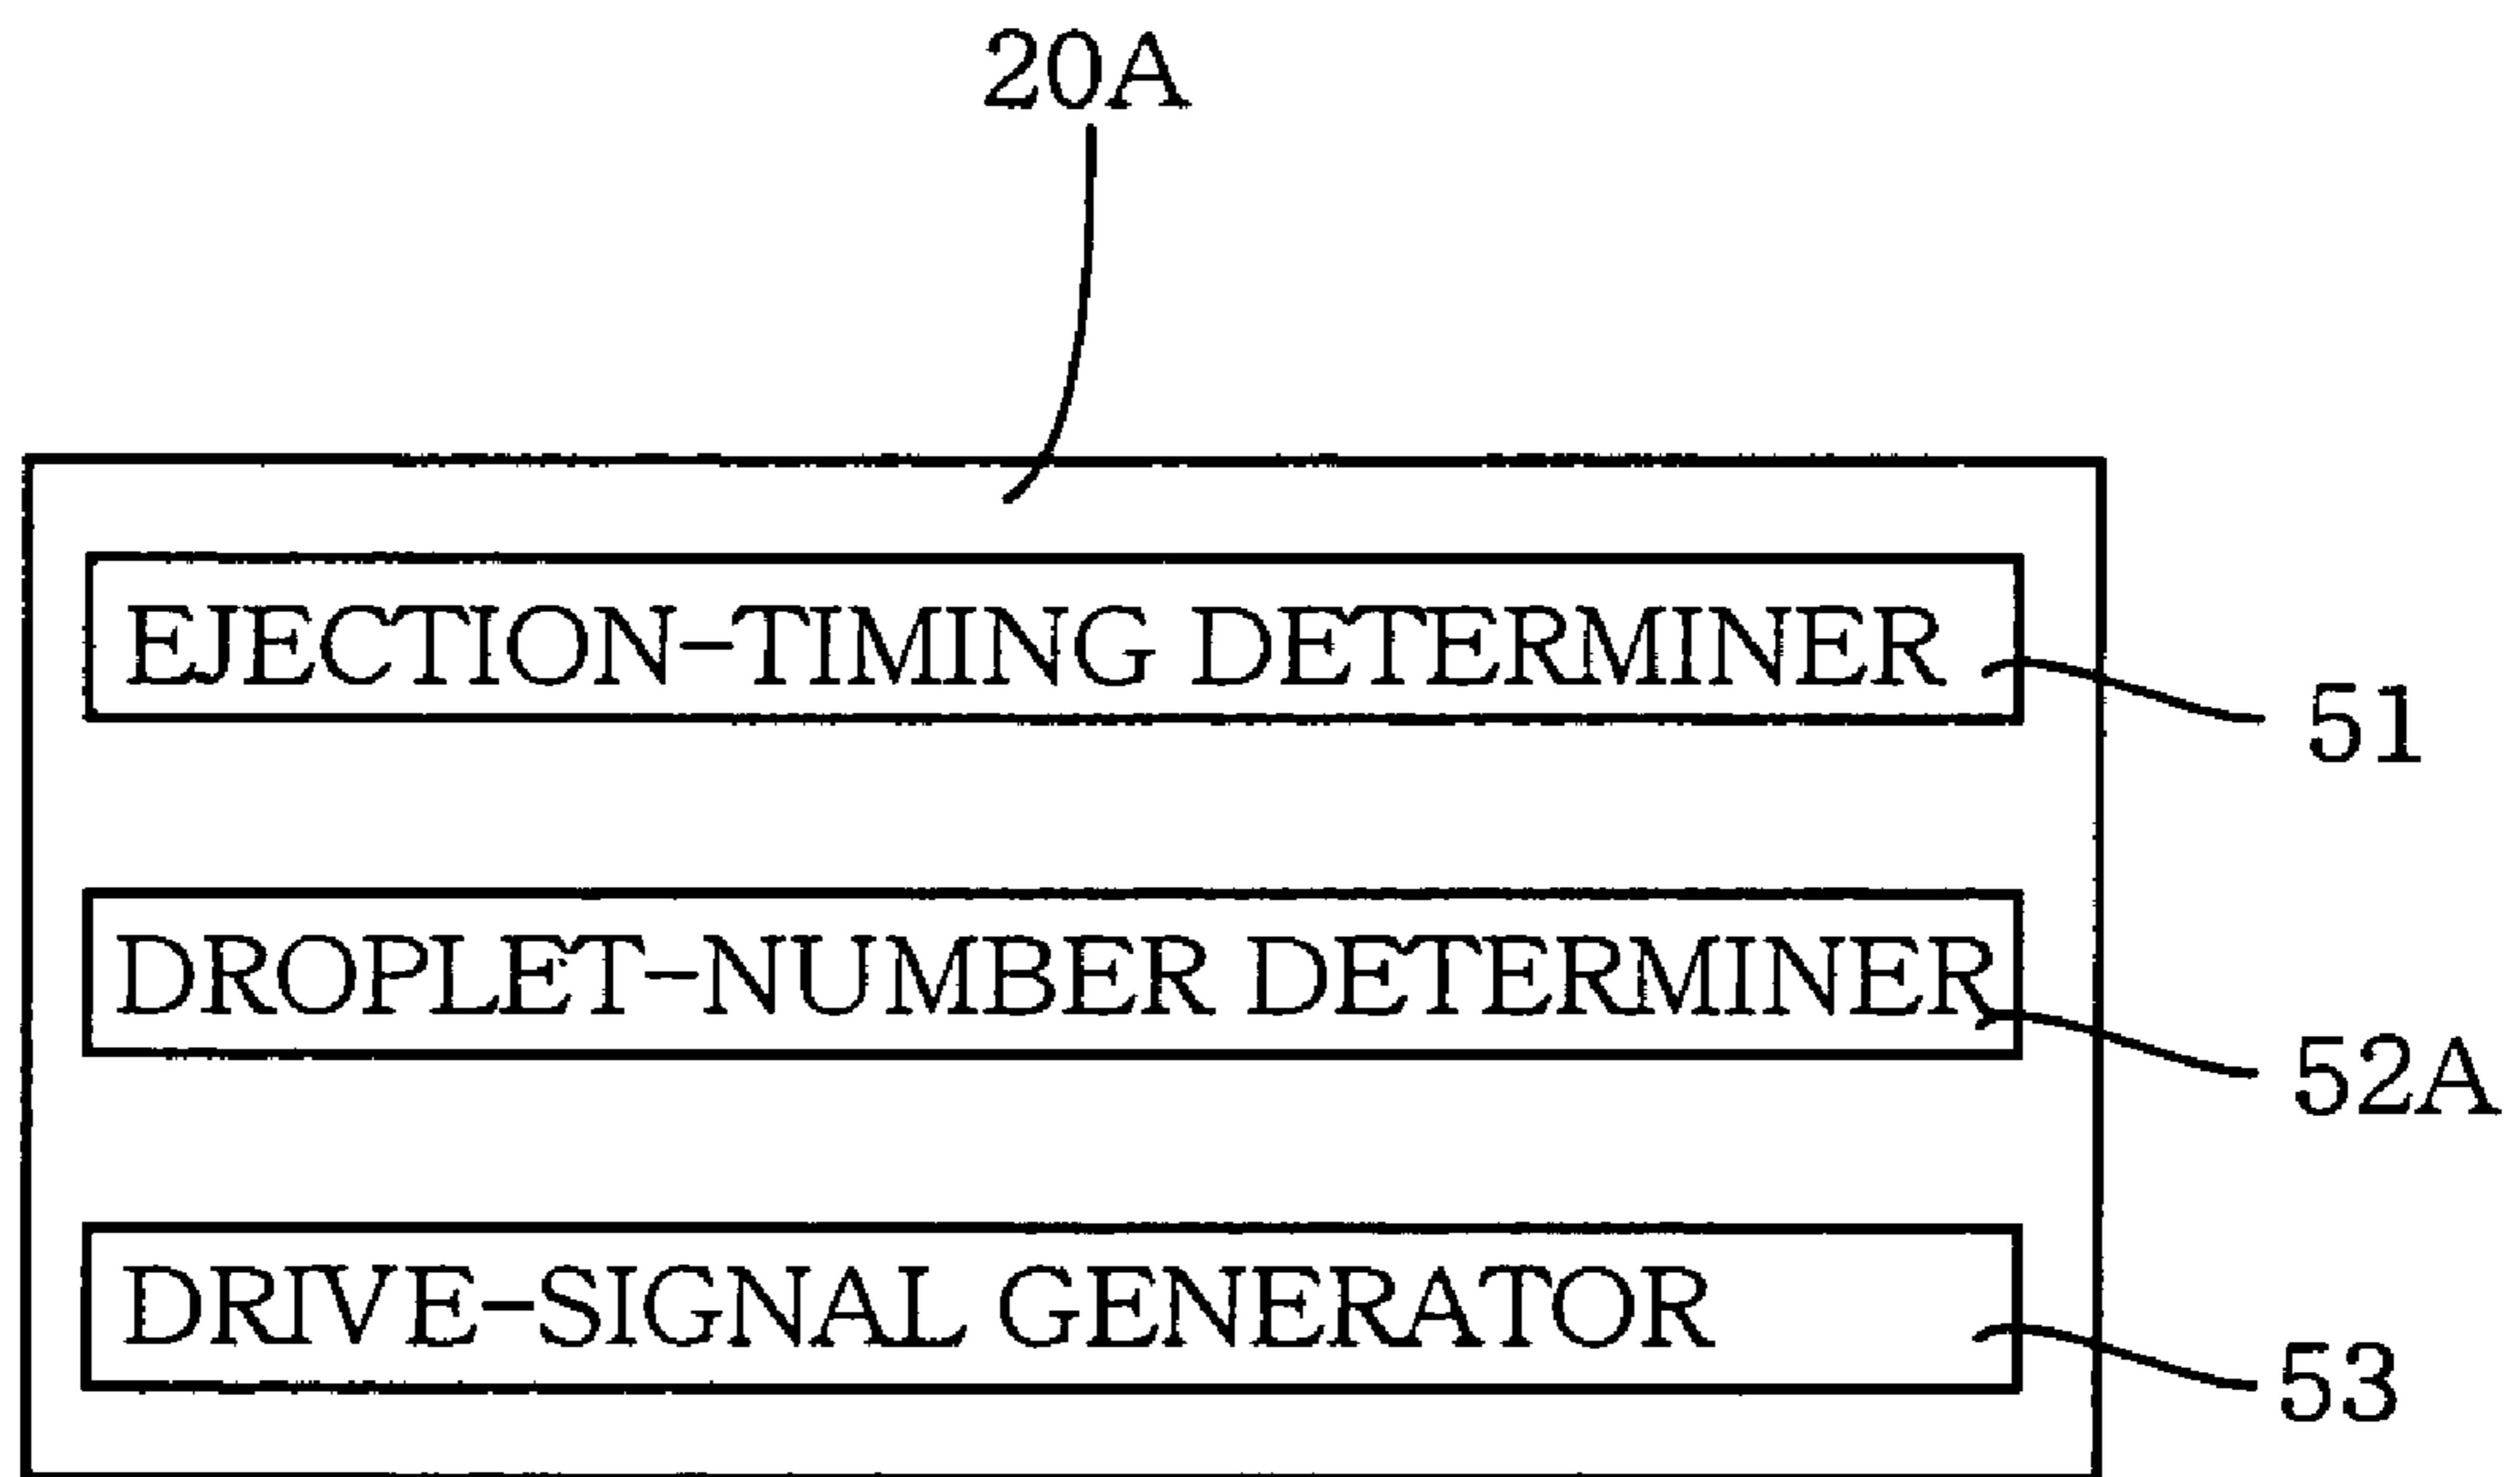 20A
EJECTION-TIMING DETERMINER
51
DROPLET-NUMBER DETERMINER
52A
DRIVE-SIGNAL GENERATOR
53